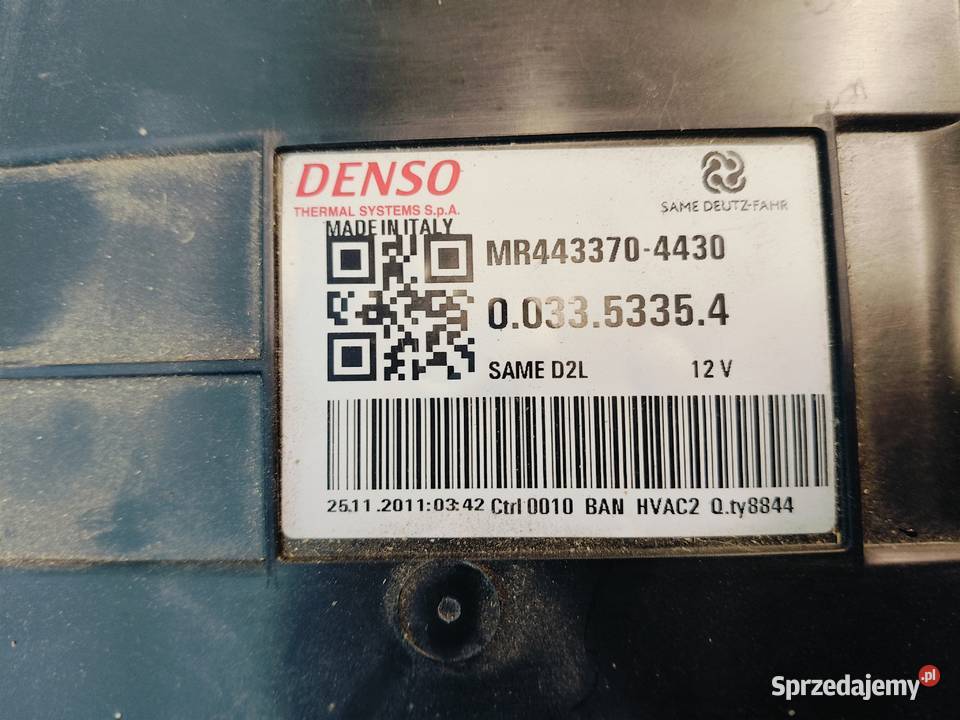 DENSO
THERMAL SYSTEMS S.p.A.
MADE IN ITALY
SAME DEUTZ-FAHR
MR443370-4430
0.033.5335.4
SAME D2L 12 V
25.11.2011:03:42 Ctrl 0010 BAN HVAC2 Q.ty8844
Sprzedajemy.pl